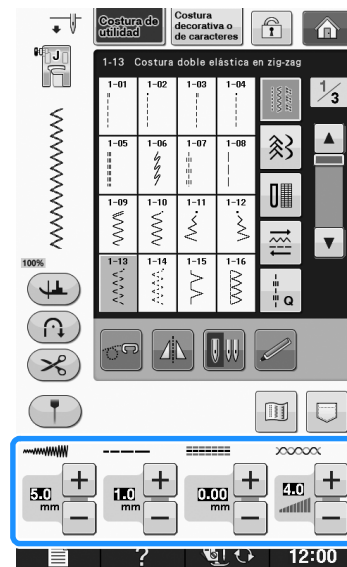 Costura de utilidad
Costura decorativa o de caracteres
J
1-13 Costura doble elástica en zig-zag
1/3
1-01 1-02 1-03 1-04
1-05 1-06 1-07 1-08
1-09 1-10 1-11 1-12
1-13 1-14 1-15 1-16
Q
100%
5.0 mm
1.0 mm
0.00 mm
4.0
?
12:00